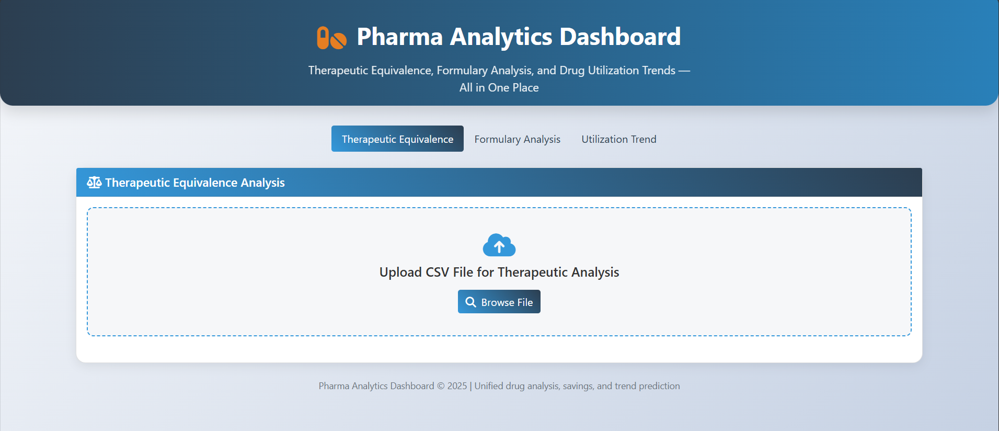 Pharma Analytics Dashboard
Therapeutic Equivalence, Formulary Analysis, and Drug Utilization Trends —
All in One Place
Therapeutic Equivalence
Formulary Analysis
Utilization Trend
Therapeutic Equivalence Analysis
Upload CSV File for Therapeutic Analysis
Browse File
Pharma Analytics Dashboard © 2025 | Unified drug analysis, savings, and trend prediction